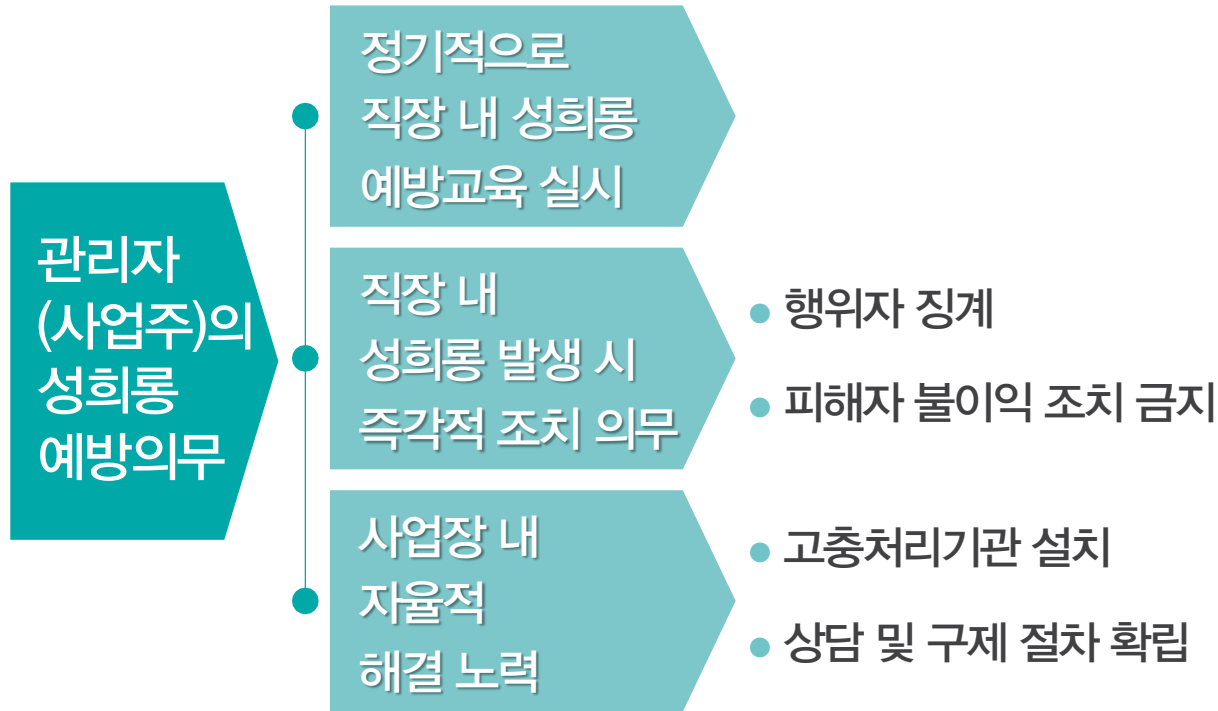 관리자
(사업주)의
성희롱
예방의무
정기적으로
직장 내 성희롱
예방교육 실시
직장 내
성희롱 발생 시
즉각적 조치 의무
행위자 징계
피해자 불이익 조치 금지
사업장 내
자율적
해결 노력
고충처리기관 설치
상담 및 구제 절차 확립